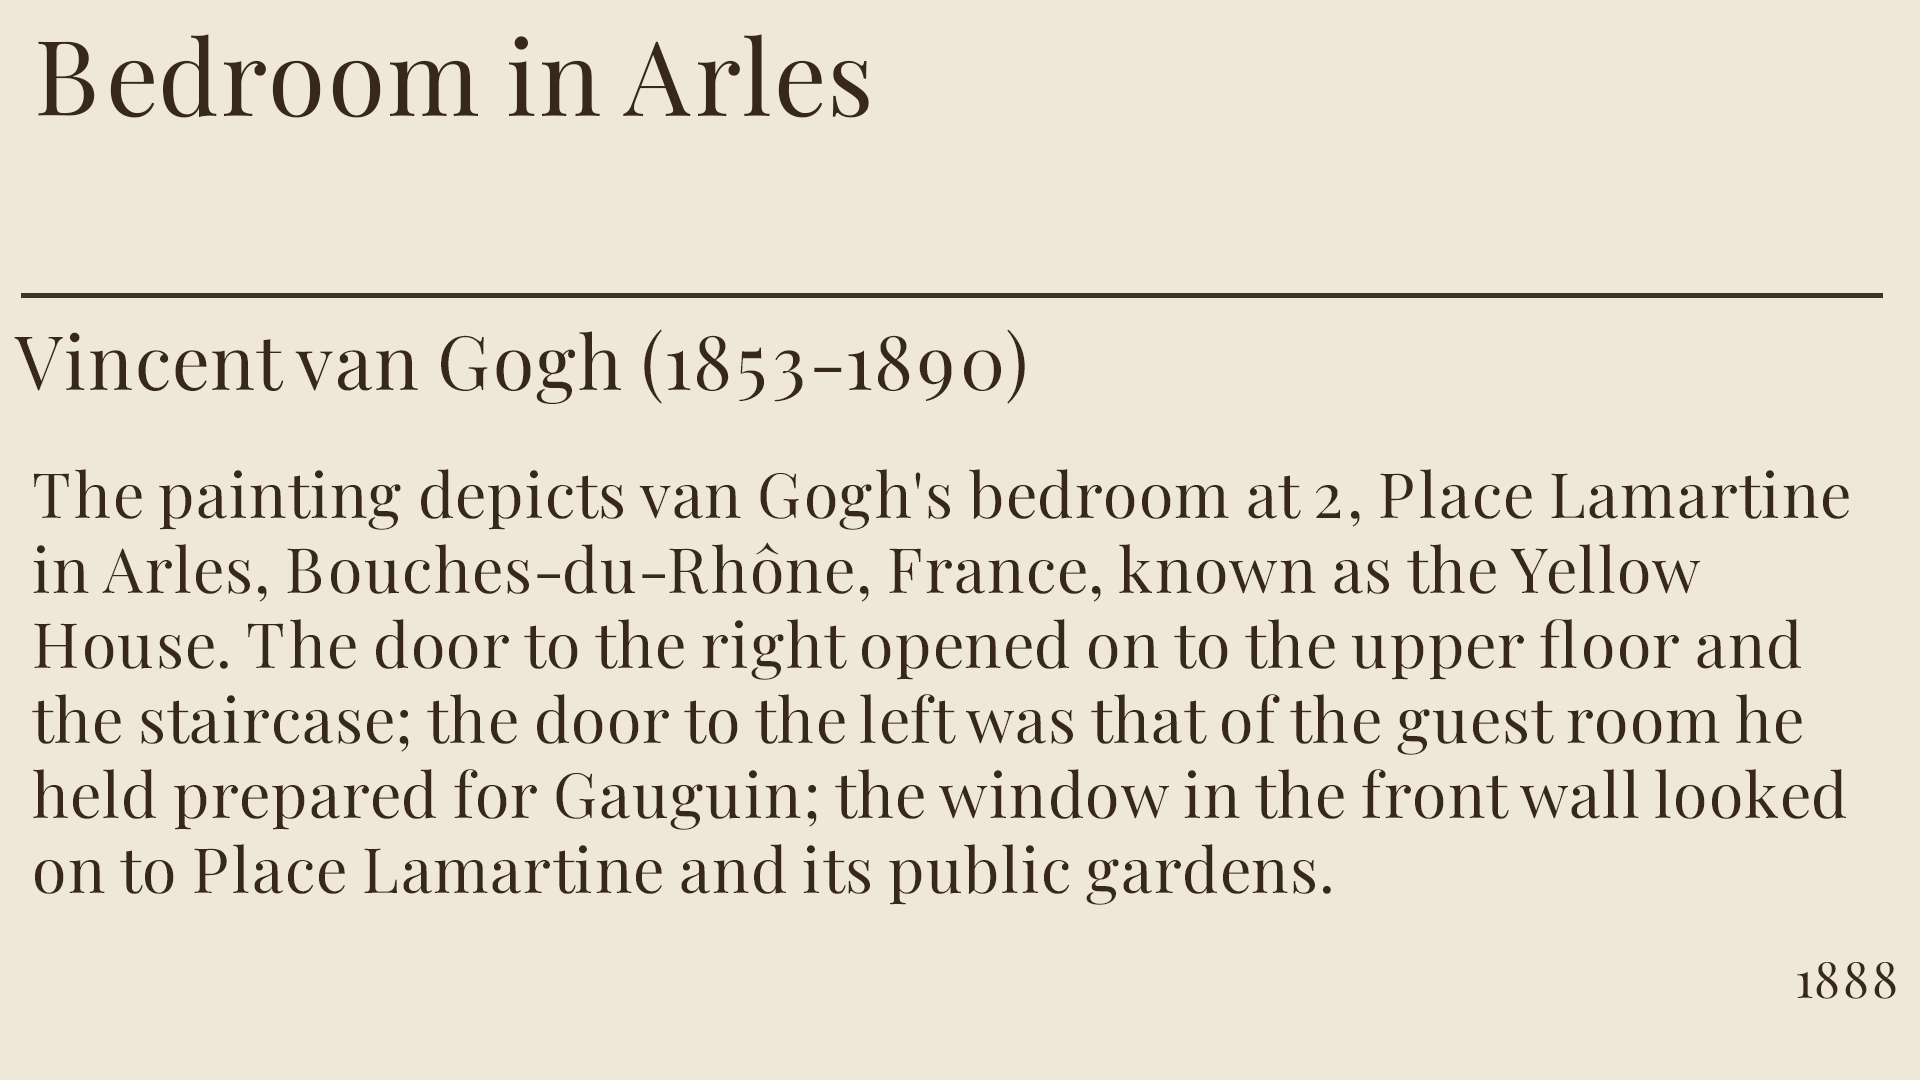 Bedroom in Arles
Vincent van Gogh (1853-1890)
The painting depicts van Gogh's bedroom at 2, Place Lamartine
in Arles, Bouches-du-Rhône, France, known as the Yellow
House. The door to the right opened on to the upper floor and
the staircase; the door to the left was that of the guest room he
held prepared for Gauguin; the window in the front wall looked
on to Place Lamartine and its public gardens.
1888